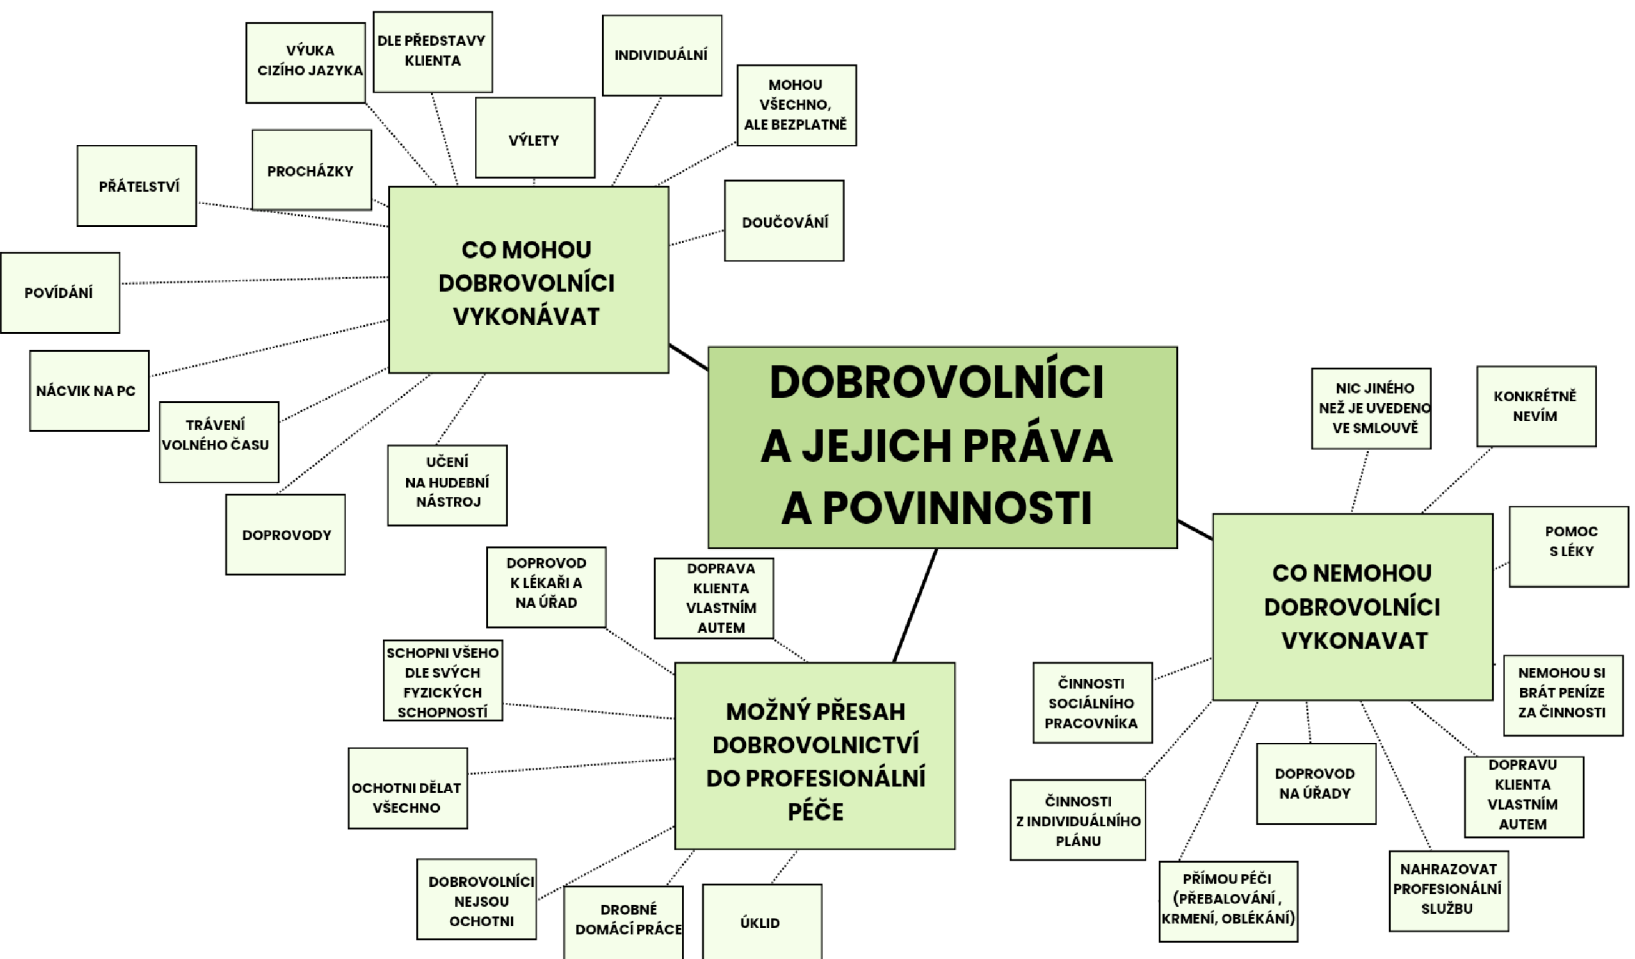 VÝUKA
CIZÍHO JAZYKA
DLE PŘEDSTAVY
KLIENTA
VÝLETY
INDIVIDUÁLNÍ
MOHOU
VŠECHNO,
ALE BEZPLATNĚ
PŘÁTELSTVÍ
PROCHÁZKY
DOUČOVÁNÍ
CO MOHOU
DOBROVOLNÍCI
VYKONÁVAT
POVÍDÁNÍ
NÁCVIK NA PC
TRÁVENÍ
VOLNÉHO ČASU
DOPROVODY
UČENÍ
NA HUDEBNÍ
NÁSTROJ
DOBROVOLNÍCI
A JEJICH PRÁVA
A POVINNOSTI
NIC JINÉHO
NEŽ JE UVEDENO
VE SMLOUVĚ
KONKRÉTNĚ
NEVÍM
POMOC
S LÉKY
CO NEMOHOU
DOBROVOLNÍCI
VYKONAVAT
ČINNOSTI
SOCIÁLNÍHO
PRACOVNÍKA
NEMOHOU SI
BRÁT PENÍZE
ZA ČINNOSTI
ČINNOSTI
Z INDIVIDUÁLNÍHO
PLÁNU
DOPROVOD
NA ÚŘADY
DOPRAVU
KLIENTA
VLASTNÍM
AUTEM
PŘÍMOU PÉČI
(PŘEBALOVÁNÍ ,
KRMENÍ, OBLÉKÁNÍ)
NAHRAZOVAT
PROFESIONÁLNÍ
SLUŽBU
DOPROVOD
K LÉKAŘI A
NA ÚŘAD
DOPRAVA
KLIENTA
VLASTNÍM
AUTEM
SCHOPNI VŠEHO
DLE SVÝCH
FYZICKÝCH
SCHOPNOSTÍ
MOŽNÝ PŘESAH
DOBROVOLNICTVÍ
DO PROFESIONÁLNÍ
PÉČE
OCHOTNI DĚLAT
VŠECHNO
DOBROVOLNÍCI
NEJSOU
OCHOTNI
DROBNÉ
DOMÁCÍ PRÁCE
ÚKLID